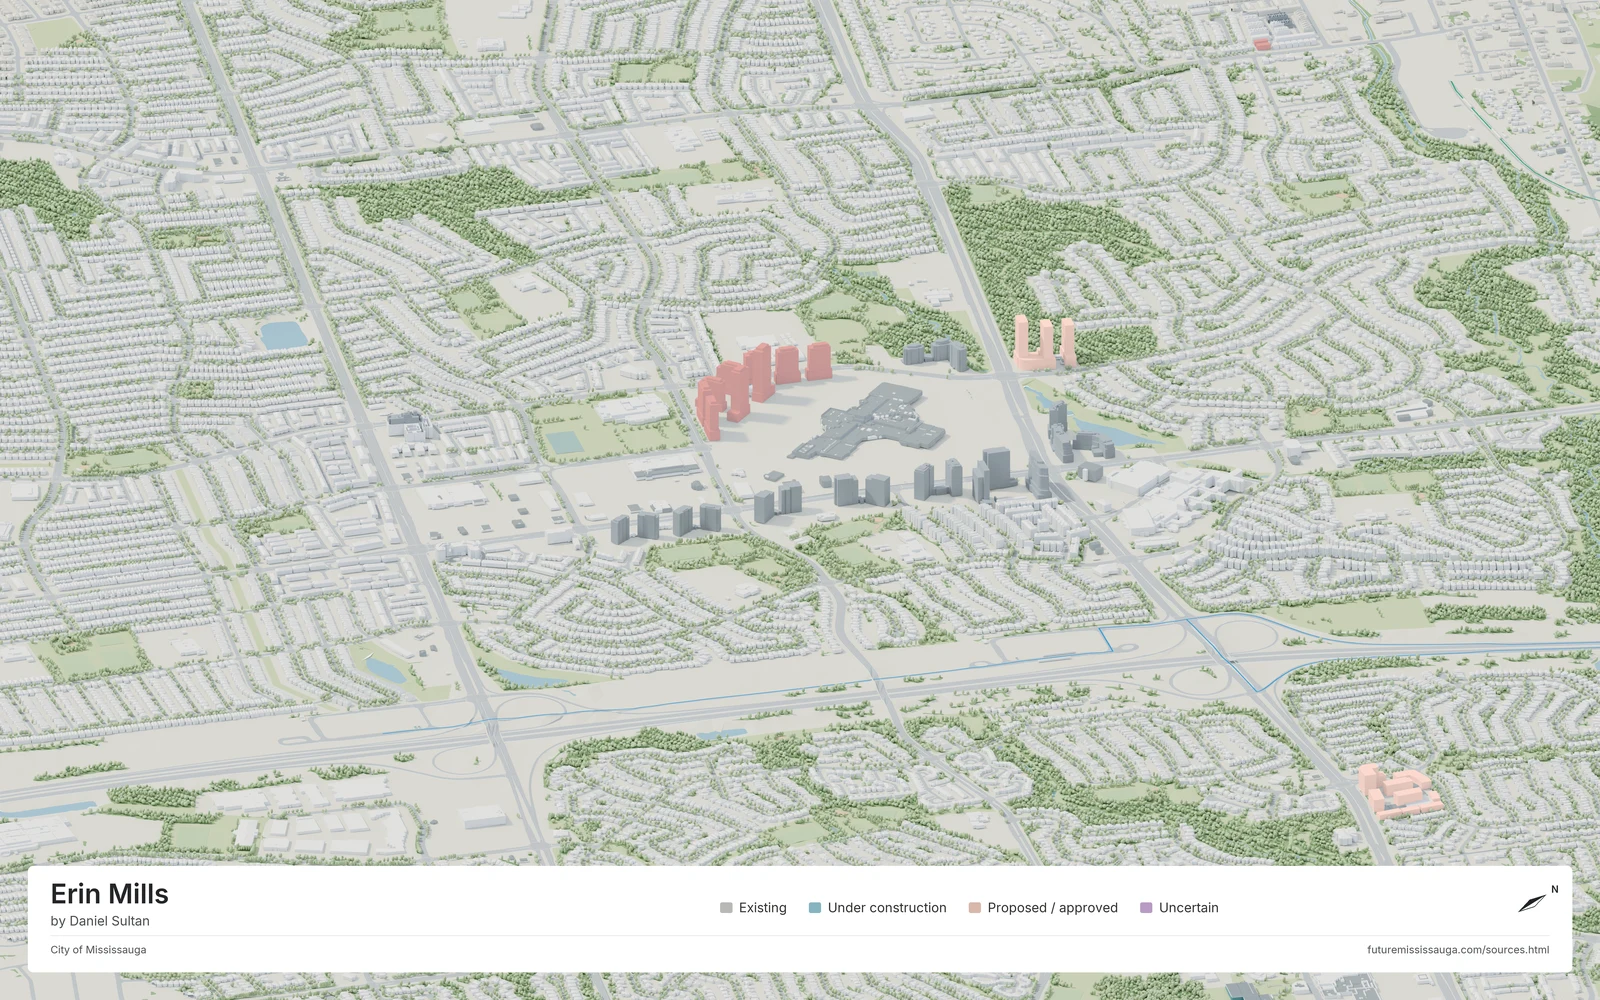 Erin Mills
by Daniel Sultan
Existing
Under construction
Proposed / approved
Uncertain
N
City of Mississauga
futuremississauga.com/sources.html